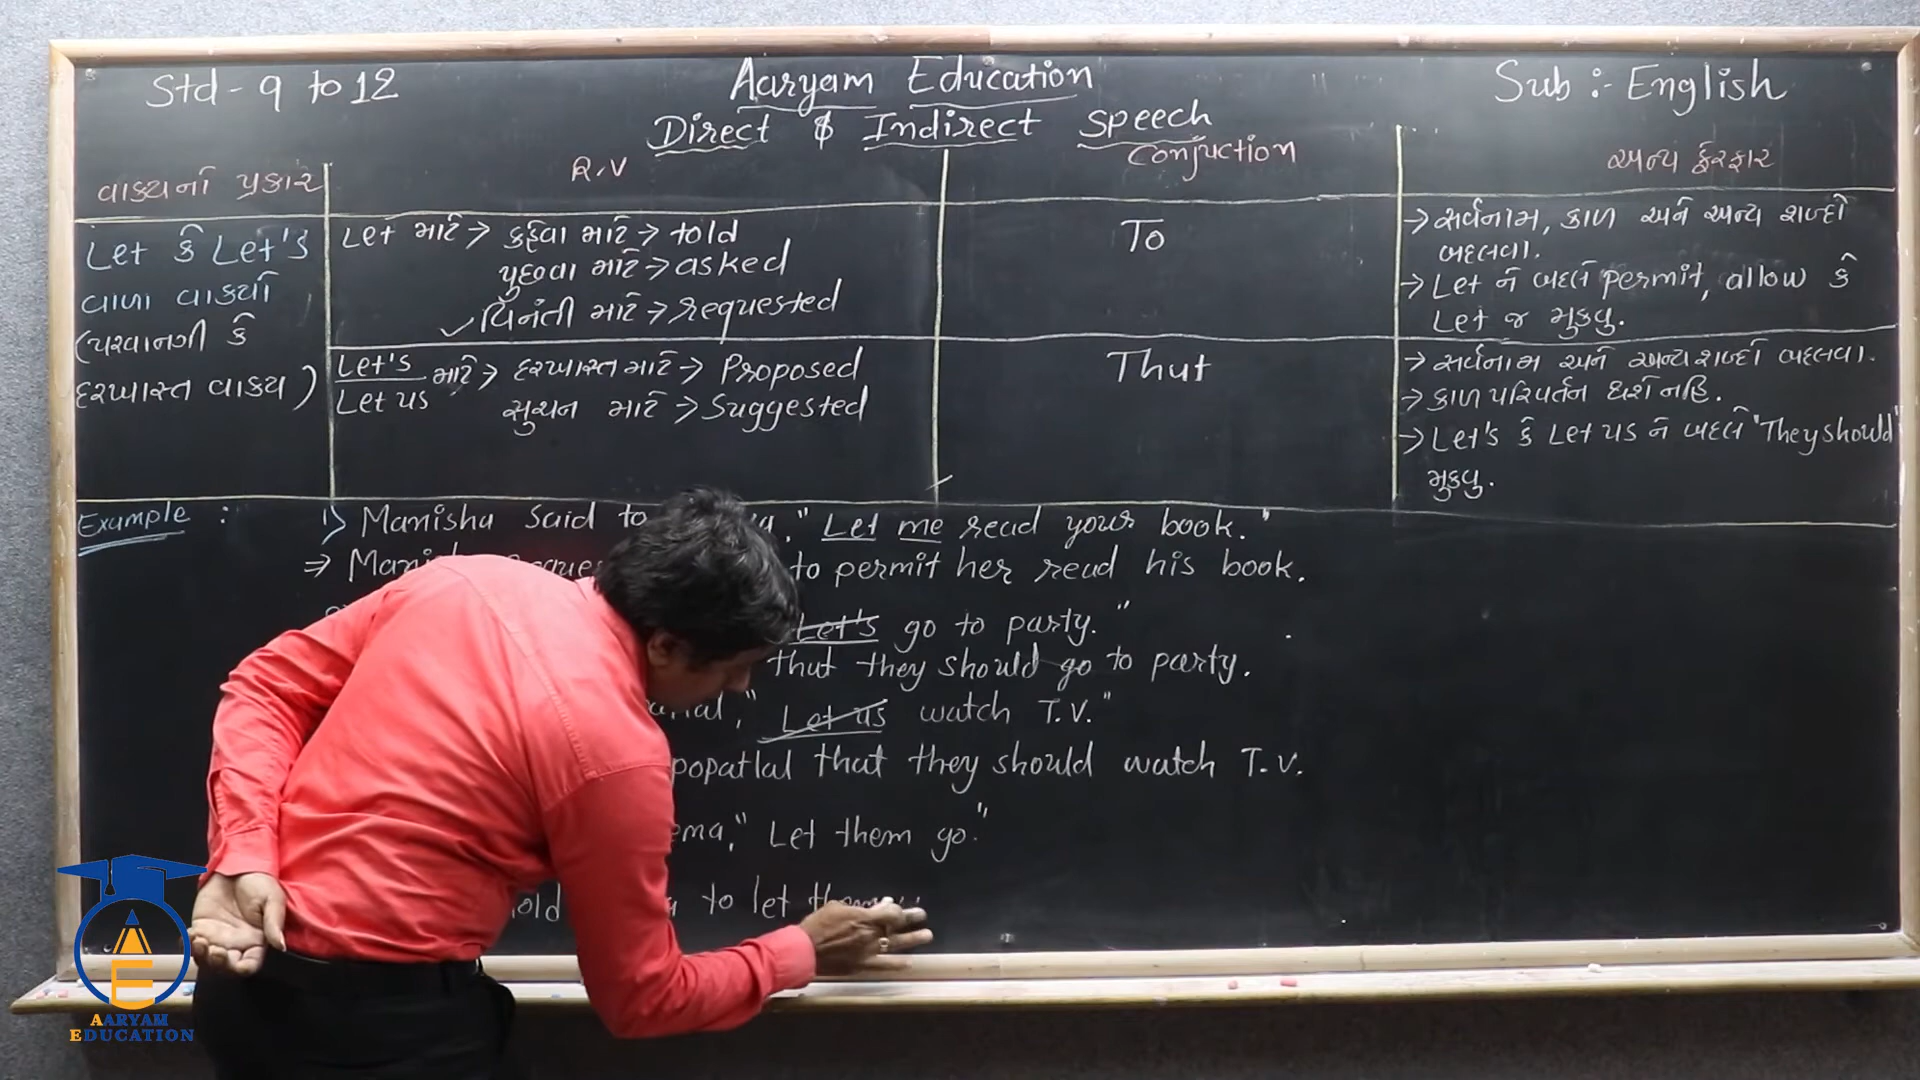 Std - 9 to 12
Aaryam Education
Sub :- English
Direct & Indirect speech
વાક્યનો પ્રકાર
R.V
Conjuction
અન્ય ફેરફાર
Let કે Let's
વાળા વાક્યો
(પરવાનગી કે
દરખાસ્ત વાક્ય)
Let માટે → કહેવા માટે → told
પુછવા માટે → asked
✓ વિનંતી માટે → requested
To
→ સર્વનામ, કાળ અને અન્ય શબ્દો
બદલવા.
→ Let ને બદલે permit, allow કે
Let જ મુકવુ.
Let's
Let us માટે → દરખાસ્ત માટે → Proposed
સુચન માટે → Suggested
That
→ સર્વનામ અને અન્ય શબ્દો બદલવા.
→ કાળ પરિવર્તન થશે નહિ.
→ Let's કે Let us ને બદલે "They should"
મુકવુ.
Example : 1) Manisha said to "Let me read your book."
⇒ to permit her read his book.
Let's go to party."
that they should go to party.
" Let us watch T.V."
popatlal that they should watch T.V.
" Let them go."
to let them
AARYAM
EDUCATION